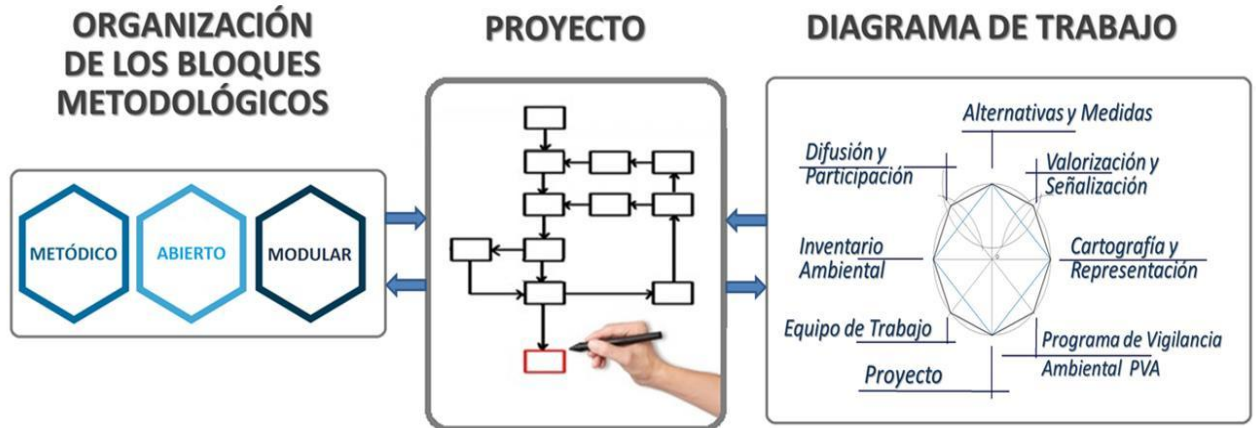 ORGANIZACIÓN
DE LOS BLOQUES
METODOLÓGICOS
METÓDICO
ABIERTO
MODULAR
PROYECTO
DIAGRAMA DE TRABAJO
Alternativas y Medidas
Difusión y
Participación
Valorización y
Señalización
Inventario
Ambiental
Cartografía y
Representación
Equipo de Trabajo
Programa de Vigilancia
Ambiental PVA
Proyecto